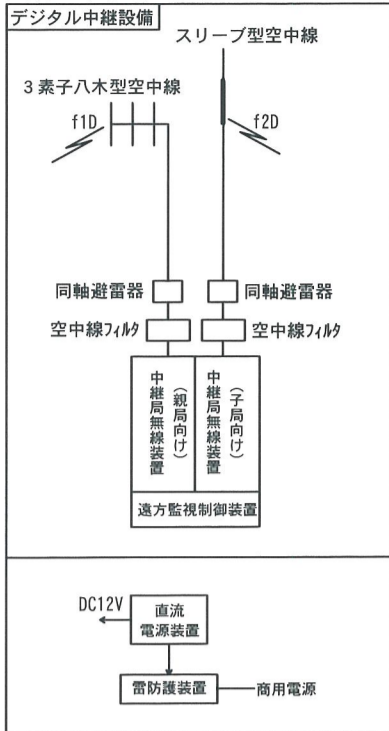 デジタル中継設備
スリーブ型空中線
3素子八木型空中線
f1D
f2D
同軸避雷器
同軸避雷器
空中線フィルタ
空中線フィルタ
中継局無線装置
(親局向け)
中継局無線装置
(子局向け)
遠方監視制御装置
DC12V
直流
電源装置
雷防護装置
商用電源